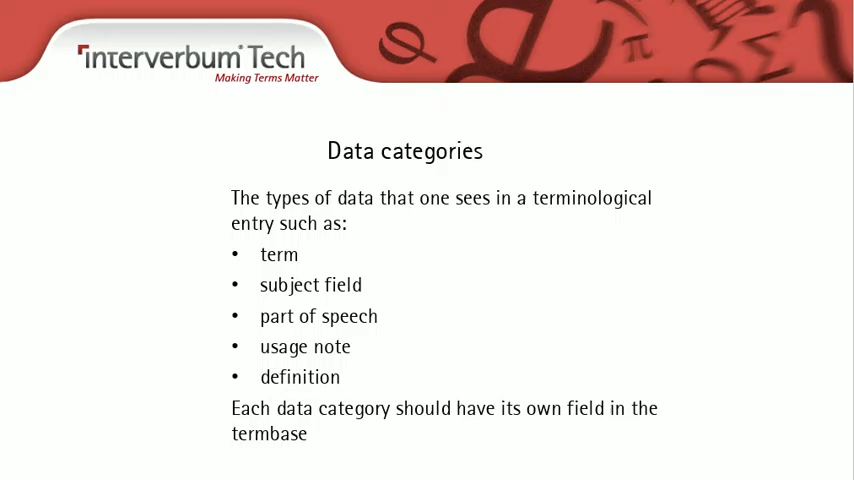 interverbum Tech
Making Terms Matter
Data categories
The types of data that one sees in a terminological
entry such as:
• term
• subject field
• part of speech
• usage note
• definition
Each data category should have its own field in the
termbase